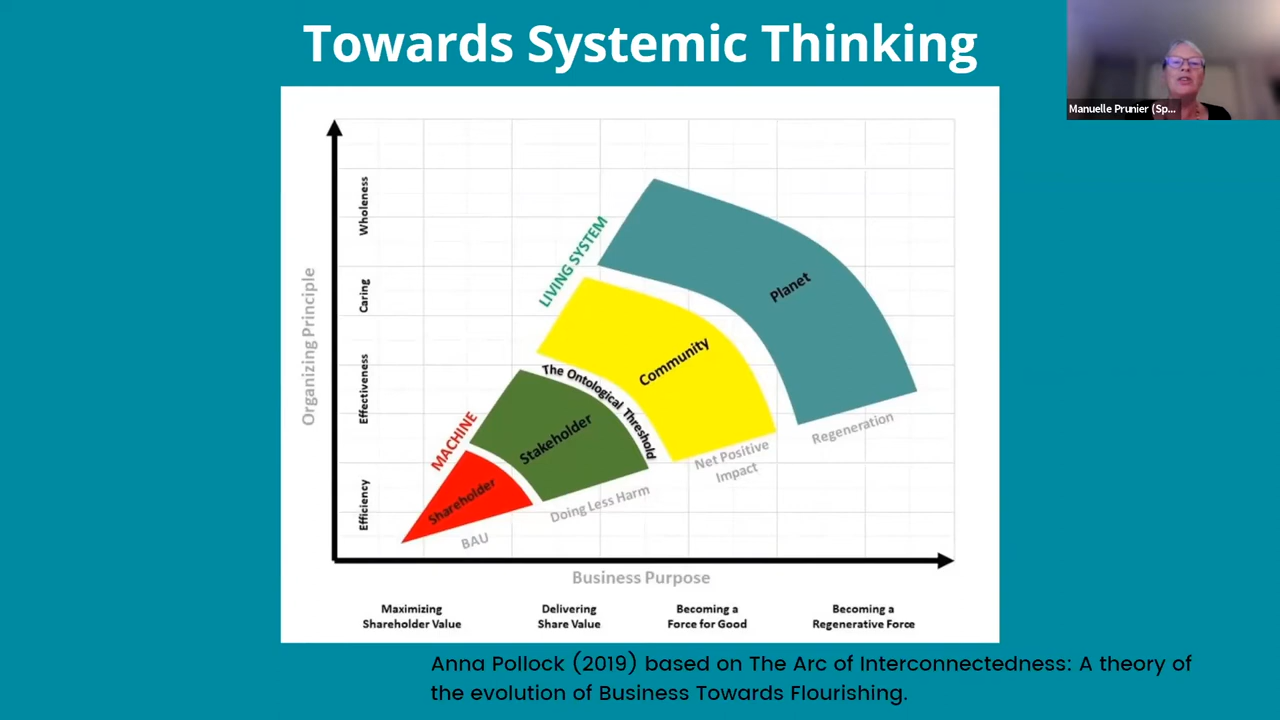 Towards Systemic Thinking
Manuelle Prunier (Sp...
Organizing Principle
Wholeness
Caring
Effectiveness
Efficiency
LIVING SYSTEM
MACHINE
Planet
Community
The Ontological Threshold
Stakeholder
Shareholder
Regeneration
Net Positive
Impact
Doing Less Harm
BAU
Business Purpose
Maximizing
Shareholder Value
Delivering
Share Value
Becoming a
Force for Good
Becoming a
Regenerative Force
Anna Pollock (2019) based on The Arc of Interconnectedness: A theory of
the evolution of Business Towards Flourishing.